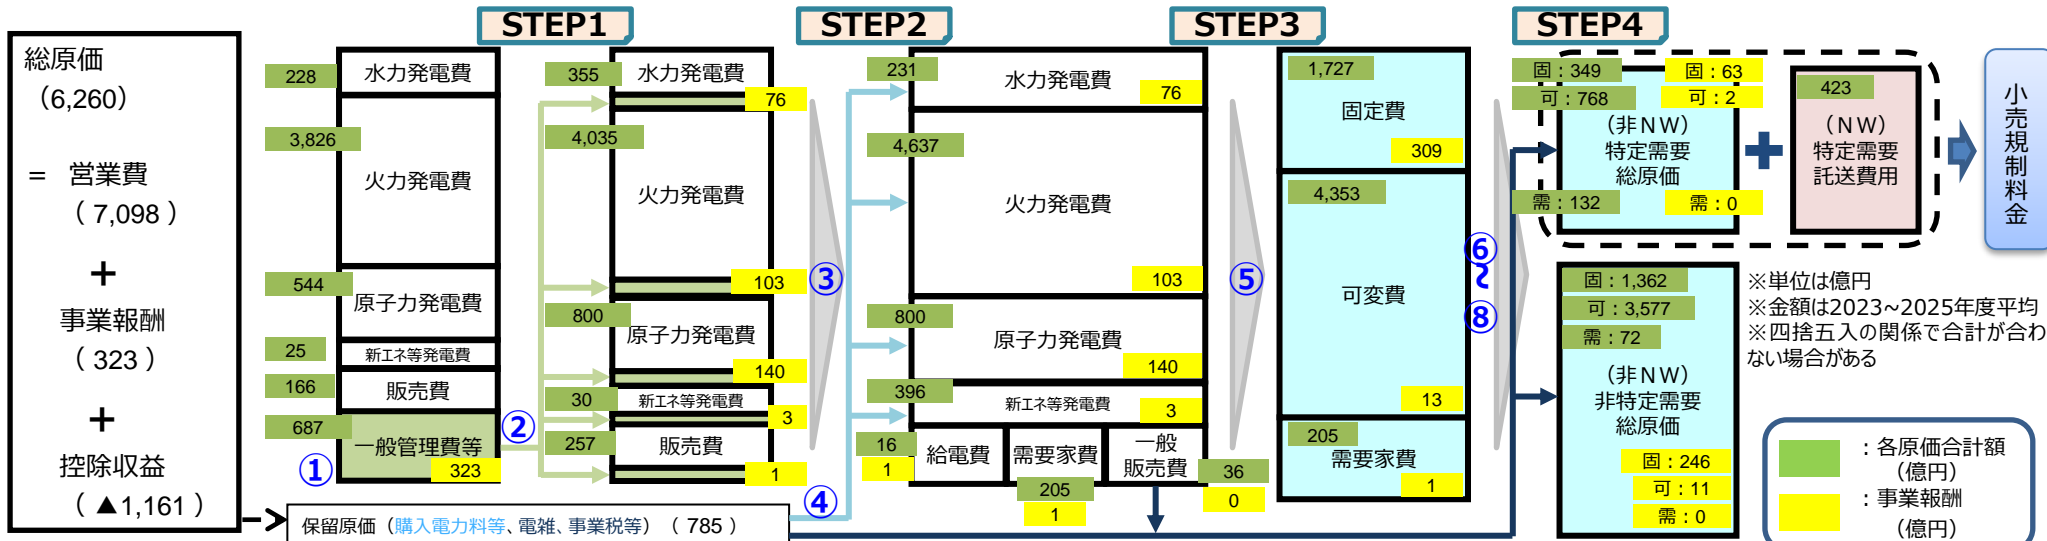 STEP1
STEP2
STEP3
STEP4
総原価
（6,260）
＝ 営業費
（ 7,098 ）
＋
事業報酬
（ 323 ）
＋
控除収益
（ ▲1,161 ）
228
水力発電費
3,826
火力発電費
544
原子力発電費
25
新エネ等発電費
166
販売費
687
一般管理費等
323
①
②
355
水力発電費
76
4,035
火力発電費
103
800
原子力発電費
140
30
新エネ等発電費
3
257
販売費
1
③
④
保留原価（購入電力料等、電雑、事業税等）（ 785 ）
231
水力発電費
76
4,637
火力発電費
103
800
原子力発電費
140
396
新エネ等発電費
3
16
1
給電費
需要家費
205
1
一般
販売費
36
0
⑤
1,727
固定費
309
4,353
可変費
13
205
需要家費
1
⑥
～
⑧
固：349
固：63
可：768
可：2
（非ＮＷ）
特定需要
総原価
需：132
需：0
423
（ＮＷ）
特定需要
託送費用
小売規制料金
固：1,362
可：3,577
需：72
（非ＮＷ）
非特定需要
総原価
固：246
可：11
需：0
※単位は億円
※金額は2023～2025年度平均
※四捨五入の関係で合計が合わ
ない場合がある
：各原価合計額
（億円）
：事業報酬
（億円）